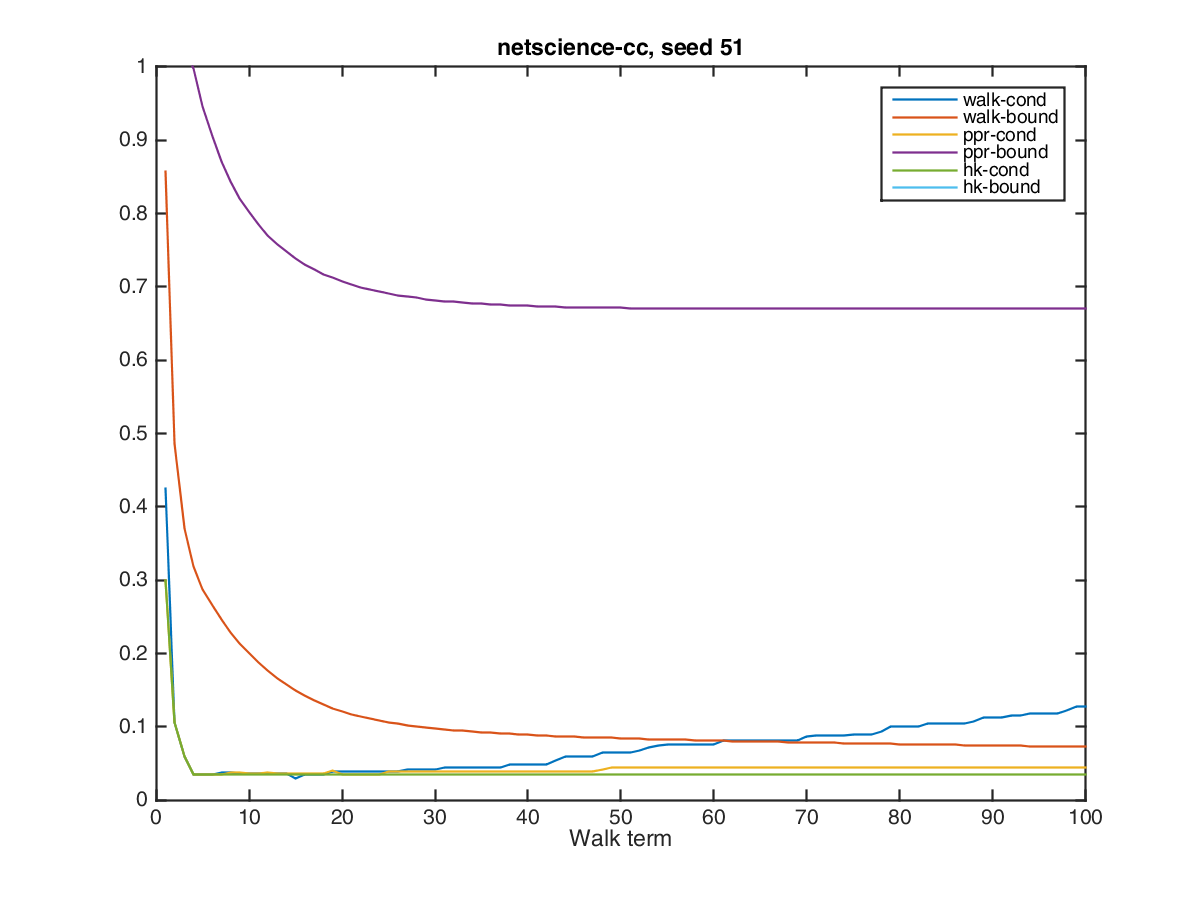 netscience-cc, seed 51
1
0.9
0.8
0.7
0.6
0.5
0.4
0.3
0.2
0.1
0
walk-cond
walk-bound
ppr-cond
ppr-bound
hk-cond
hk-bound
0 10 20 30 40 50 60 70 80 90 100
Walk term